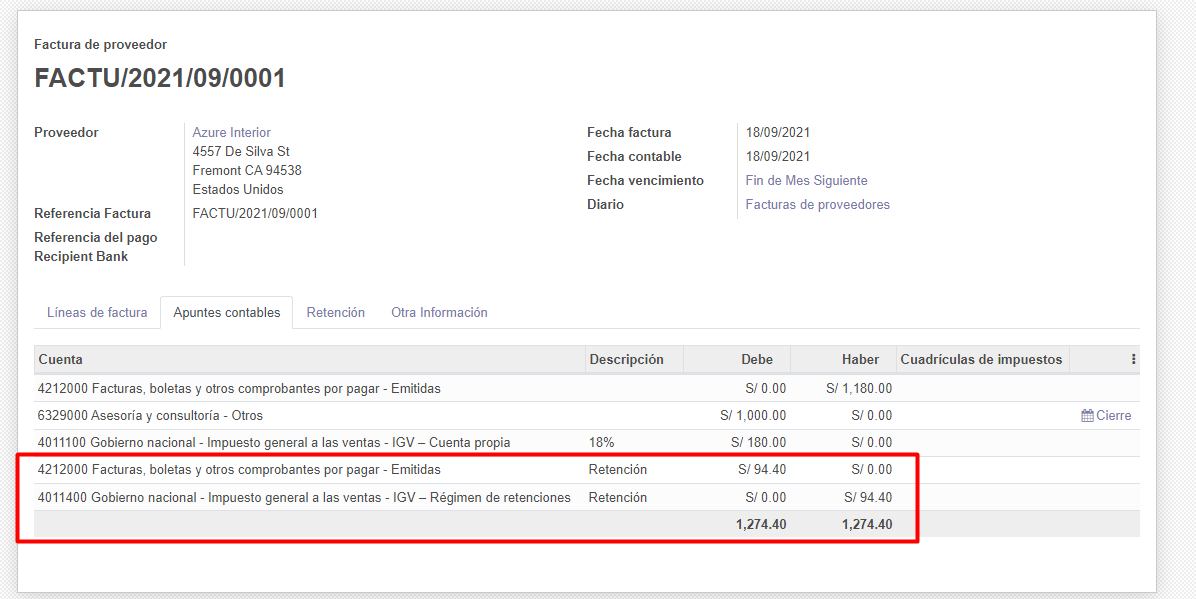 Factura de proveedor
FACTU/2021/09/0001
Proveedor Azure Interior
4557 De Silva St
Fremont CA 94538
Estados Unidos
Referencia Factura FACTU/2021/09/0001
Referencia del pago
Recipient Bank
Fecha factura 18/09/2021
Fecha contable 18/09/2021
Fecha vencimiento Fin de Mes Siguiente
Diario Facturas de proveedores
Líneas de factura Apuntes contables Retención Otra Información
Cuenta Descripción Debe Haber Cuadrículas de impuestos
4212000 Facturas, boletas y otros comprobantes por pagar - Emitidas S/ 0.00 S/ 1,180.00
6329000 Asesoría y consultoría - Otros S/ 1,000.00 S/ 0.00 Cierre
4011100 Gobierno nacional - Impuesto general a las ventas - IGV – Cuenta propia 18% S/ 180.00 S/ 0.00
4212000 Facturas, boletas y otros comprobantes por pagar - Emitidas Retención S/ 94.40 S/ 0.00
4011400 Gobierno nacional - Impuesto general a las ventas - IGV – Régimen de retenciones Retención S/ 0.00 S/ 94.40
1,274.40 1,274.40